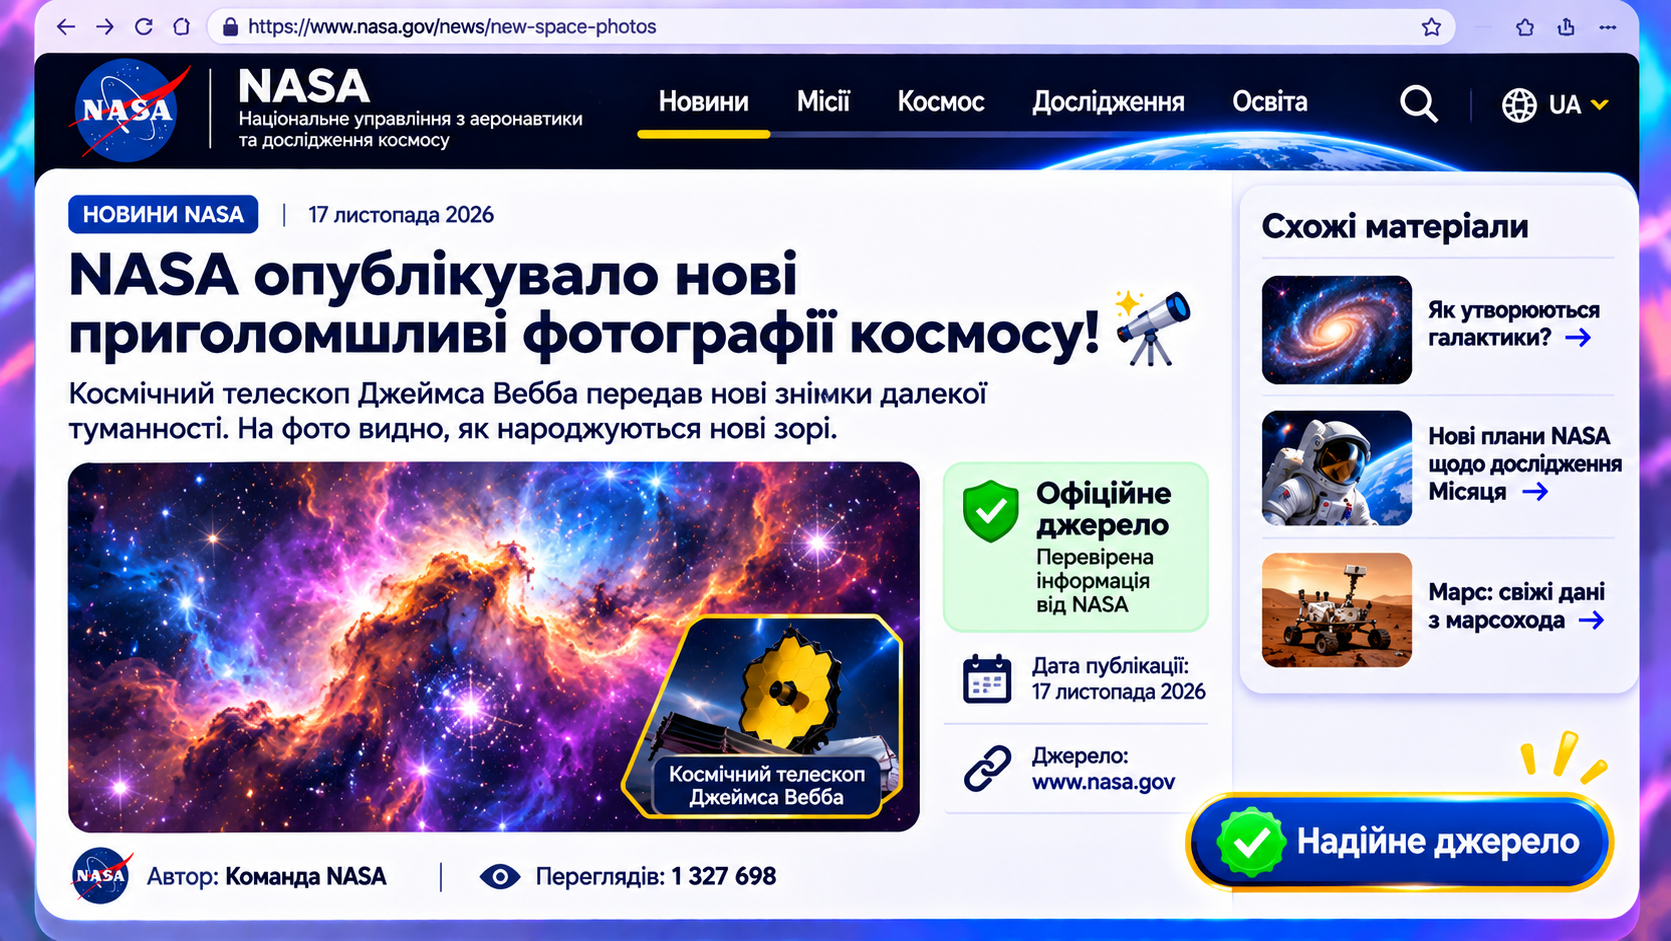 https://www.nasa.gov/news/new-space-photos
NASA
NASA
Національне управління з аеронавтики
та дослідження космосу
Новини
Місії
Космос
Дослідження
Освіта
UA
НОВИНИ NASA
17 листопада 2026
NASA опублікувало нові
приголомшливі фотографії космосу!
Космічний телескоп Джеймса Вебба передав нові знімки далекої
туманності. На фото видно, як народжуються нові зорі.
Космічний телескоп
Джеймса Вебба
Офіційне
джерело
Перевірена
інформація
від NASA
Дата публікації:
17 листопада 2026
Джерело:
www.nasa.gov
NASA
Автор: Команда NASA
Переглядів: 1 327 698
Схожі матеріали
Як утворюються
галактики?
Нові плани NASA
щодо дослідження
Місяця
Марс: свіжі дані
з марсохода
Надійне джерело